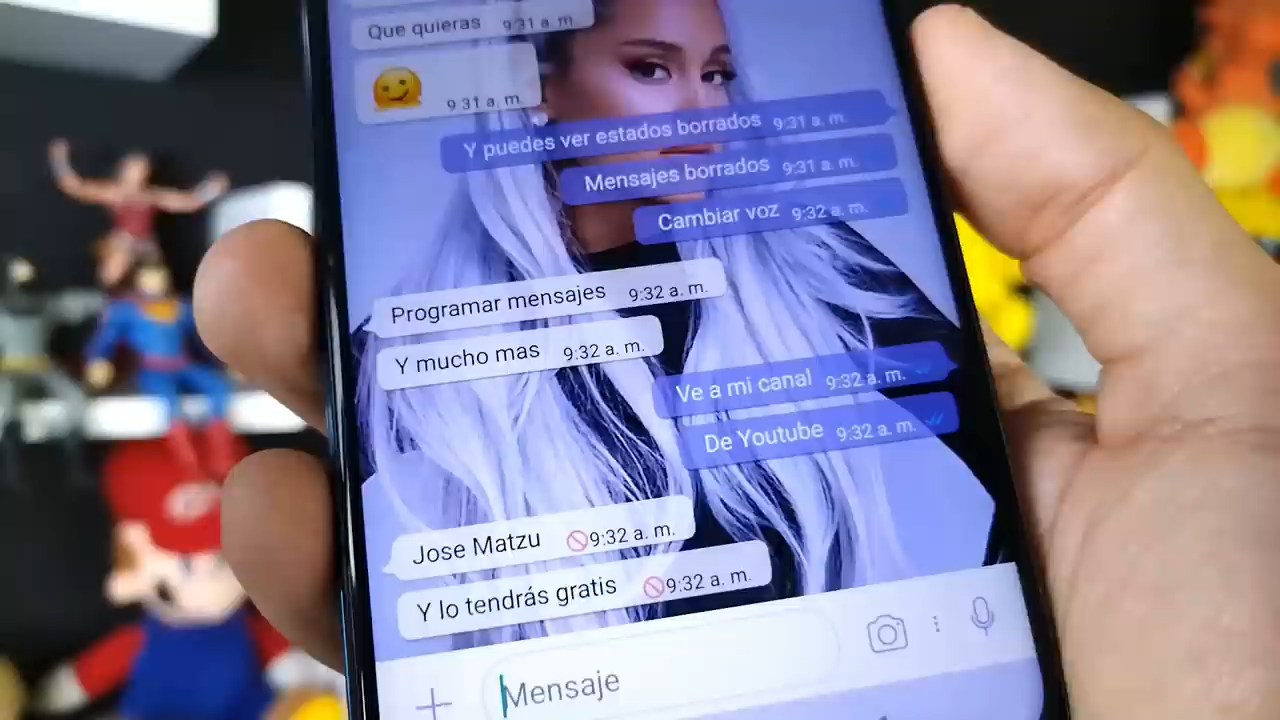 Que quieras 9:31 a. m.
9:31 a. m.
Y puedes ver estados borrados 9:31 a. m.
Mensajes borrados 9:31 a. m.
Cambiar voz 9:32 a. m.
Programar mensajes 9:32 a. m.
Y mucho mas 9:32 a. m.
Ve a mi canal 9:32 a. m.
De Youtube 9:32 a. m.
Jose Matzu 9:32 a. m.
Y lo tendrás gratis 9:32 a. m.
Mensaje